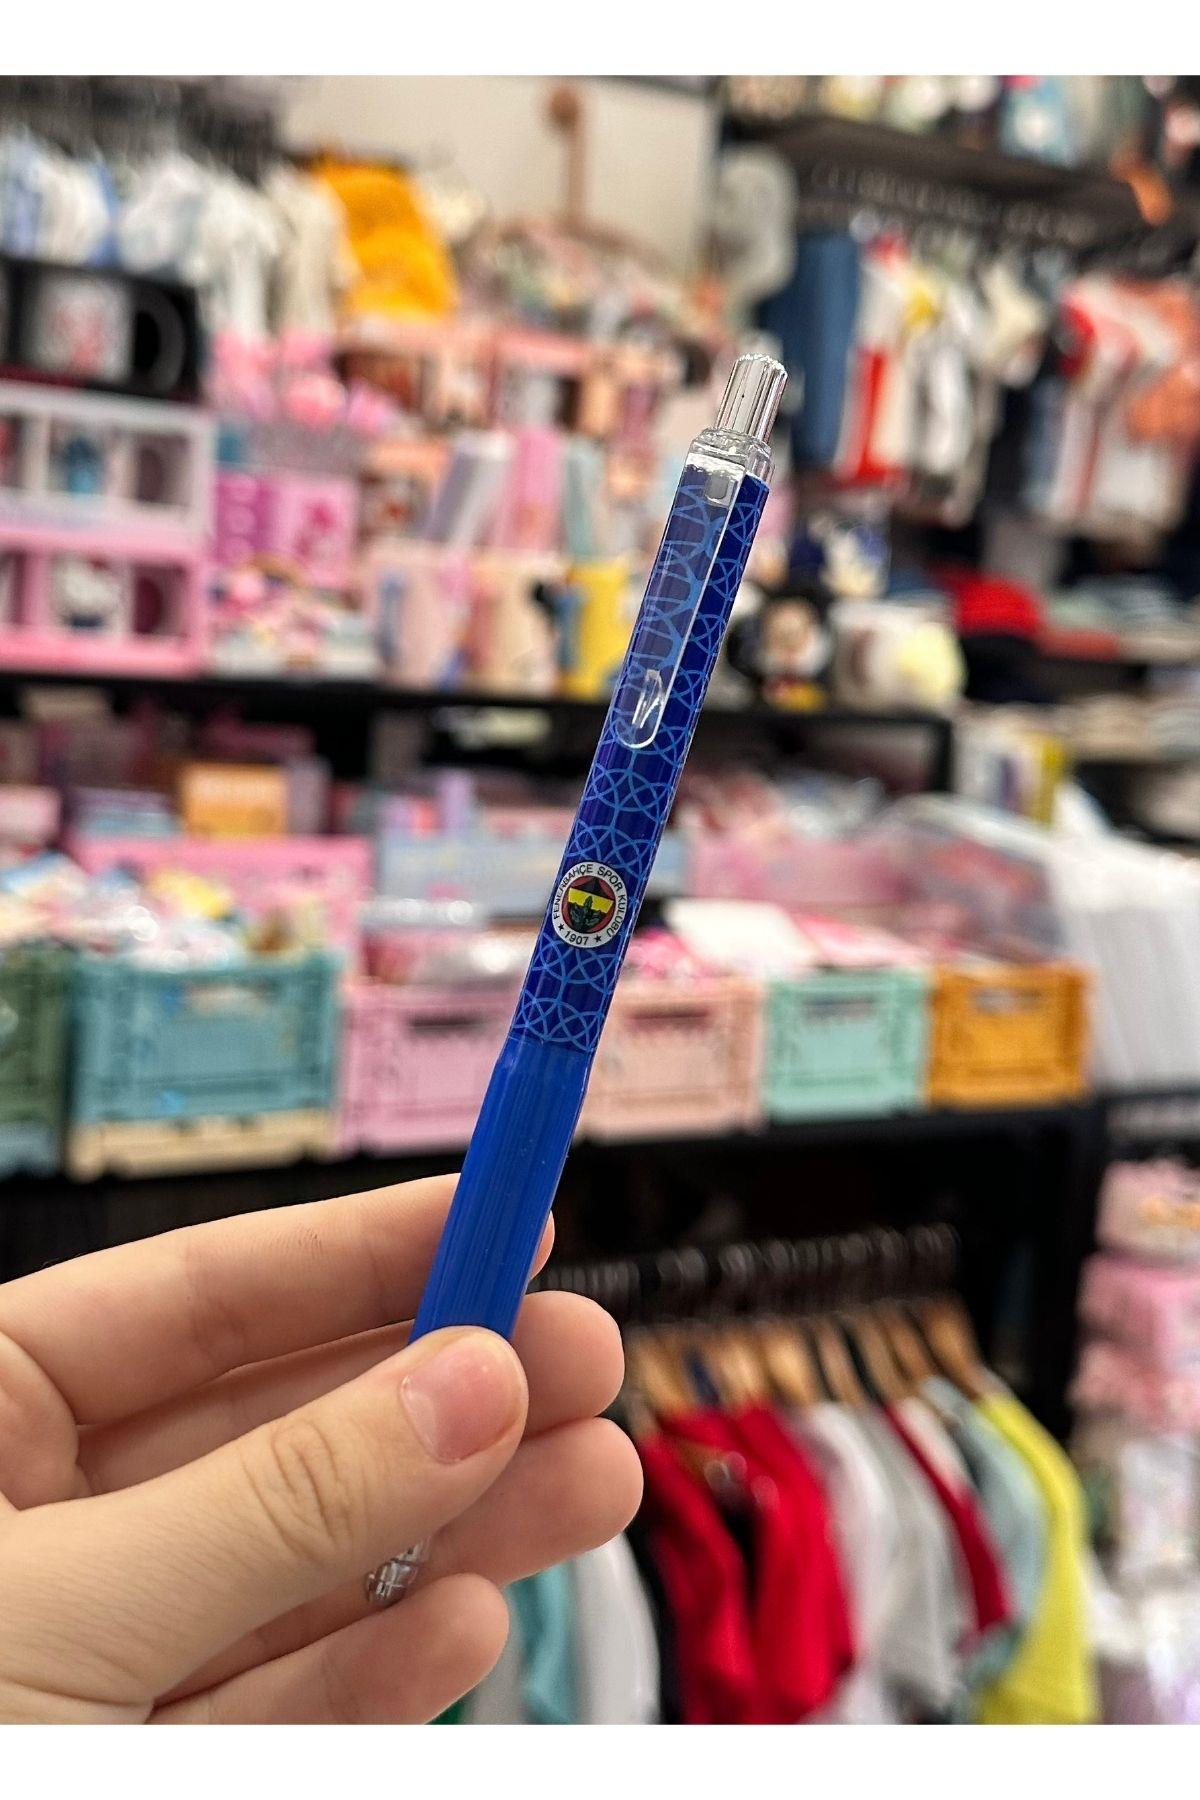 FENERBAHÇE SPOR KULÜBÜ
★ 1907 ★